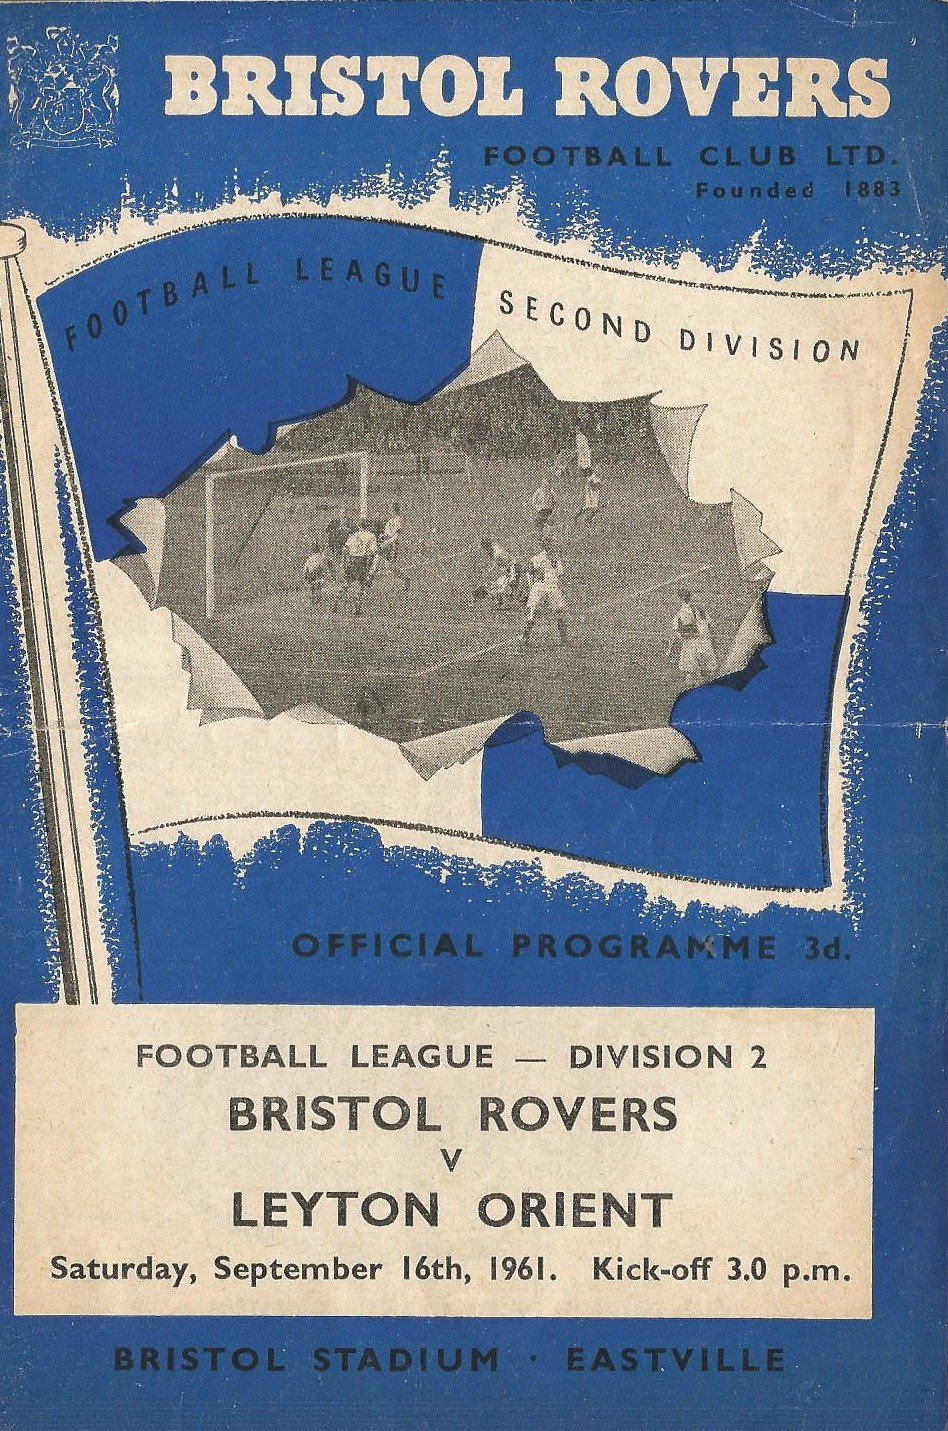 BRISTOL ROVERS
FOOTBALL CLUB LTD.
Founded 1883
FOOTBALL LEAGUE SECOND DIVISION
OFFICIAL PROGRAMME 3d.
FOOTBALL LEAGUE — DIVISION 2
BRISTOL ROVERS
V
LEYTON ORIENT
Saturday, September 16th, 1961. Kick-off 3.0 p.m.
BRISTOL STADIUM · EASTVILLE